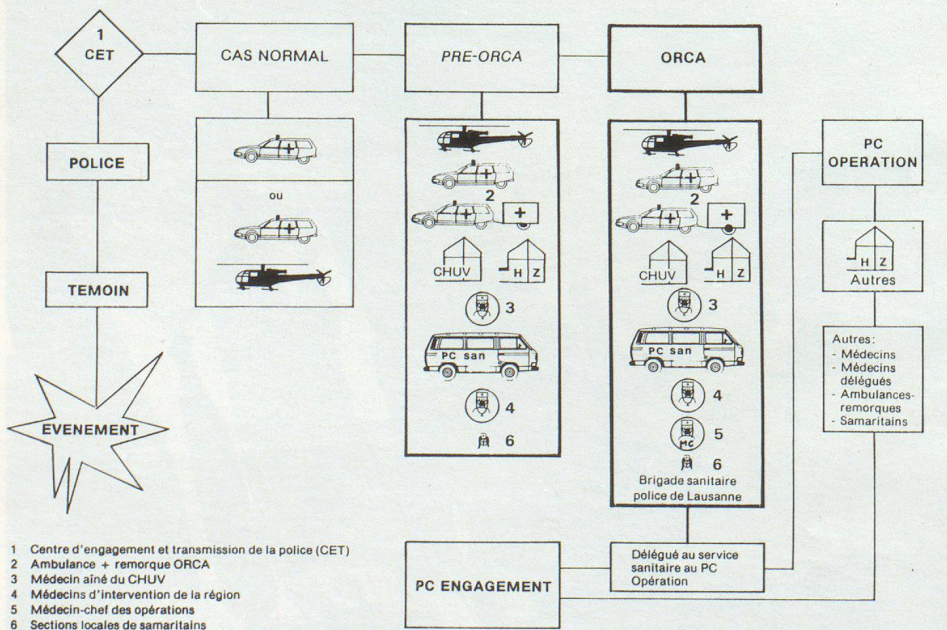 1
CET
CAS NORMAL
PRE-ORCA
ORCA
POLICE
TEMOIN
EVENEMENT
ou
2
CHUV
H Z
3
PC san
4
6
2
CHUV
H Z
3
PC san
4
5
MC
6
Brigade sanitaire
police de Lausanne
PC
OPERATION
H Z
Autres
Autres:
- Médecins
- Médecins
délégués
- Ambulances-
remorques
- Samaritains
PC ENGAGEMENT
Délégué au service
sanitaire au PC
Opération
1 Centre d'engagement et transmission de la police (CET)
2 Ambulance + remorque ORCA
3 Médecin aîné du CHUV
4 Médecins d'intervention de la région
5 Médecin-chef des opérations
6 Sections locales de samaritains